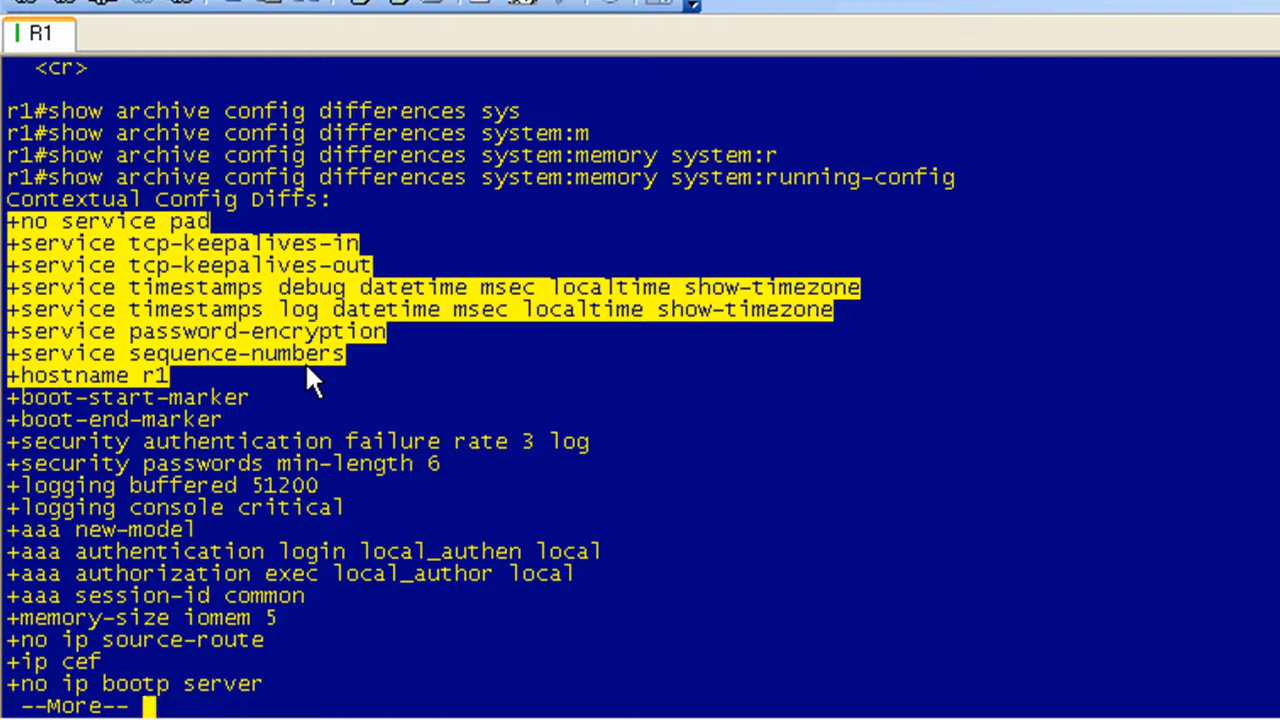 R1
<cr>
r1#show archive config differences sys
r1#show archive config differences system:m
r1#show archive config differences system:memory system:r
r1#show archive config differences system:memory system:running-config
Contextual Config Diffs:
+no service pad
+service tcp-keepalives-in
+service tcp-keepalives-out
+service timestamps debug datetime msec localtime show-timezone
+service timestamps log datetime msec localtime show-timezone
+service password-encryption
+service sequence-numbers
+hostname r1
+boot-start-marker
+boot-end-marker
+security authentication failure rate 3 log
+security passwords min-length 6
+logging buffered 51200
+logging console critical
+aaa new-model
+aaa authentication login local_authen local
+aaa authorization exec local_author local
+aaa session-id common
+memory-size iomem 5
+no ip source-route
+ip cef
+no ip bootp server
--More--